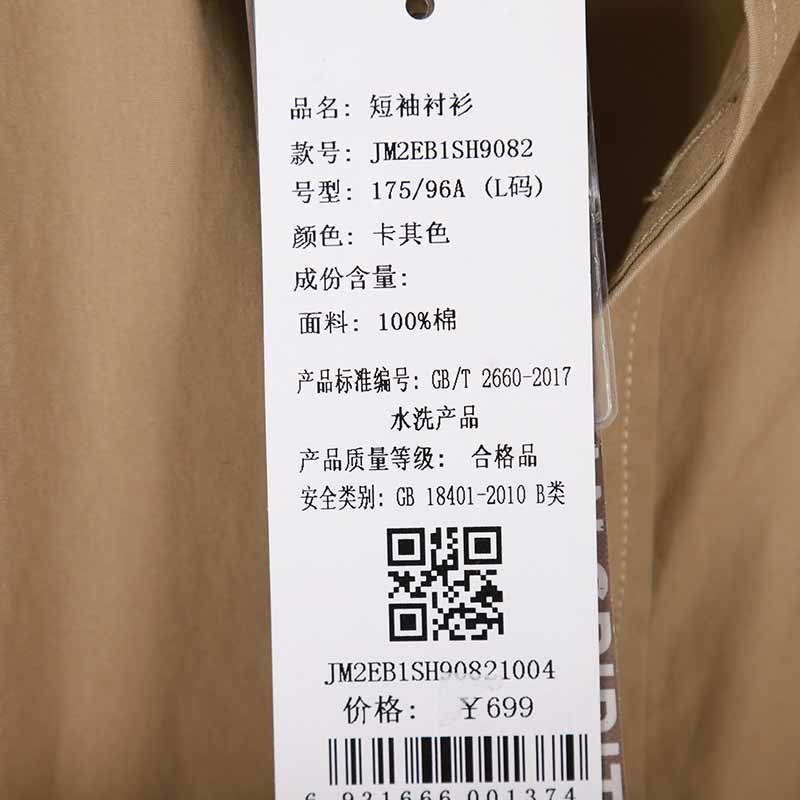 品名: 短袖衬衫
款号: JM2EB1SH9082
号型: 175/96A (L码)
颜色: 卡其色
成份含量:
面料: 100%棉
产品标准编号: GB/T 2660-2017
水洗产品
产品质量等级: 合格品
安全类别: GB 18401-2010 B类
JM2EB1SH90821004
价格: ￥699
6 921666 001374